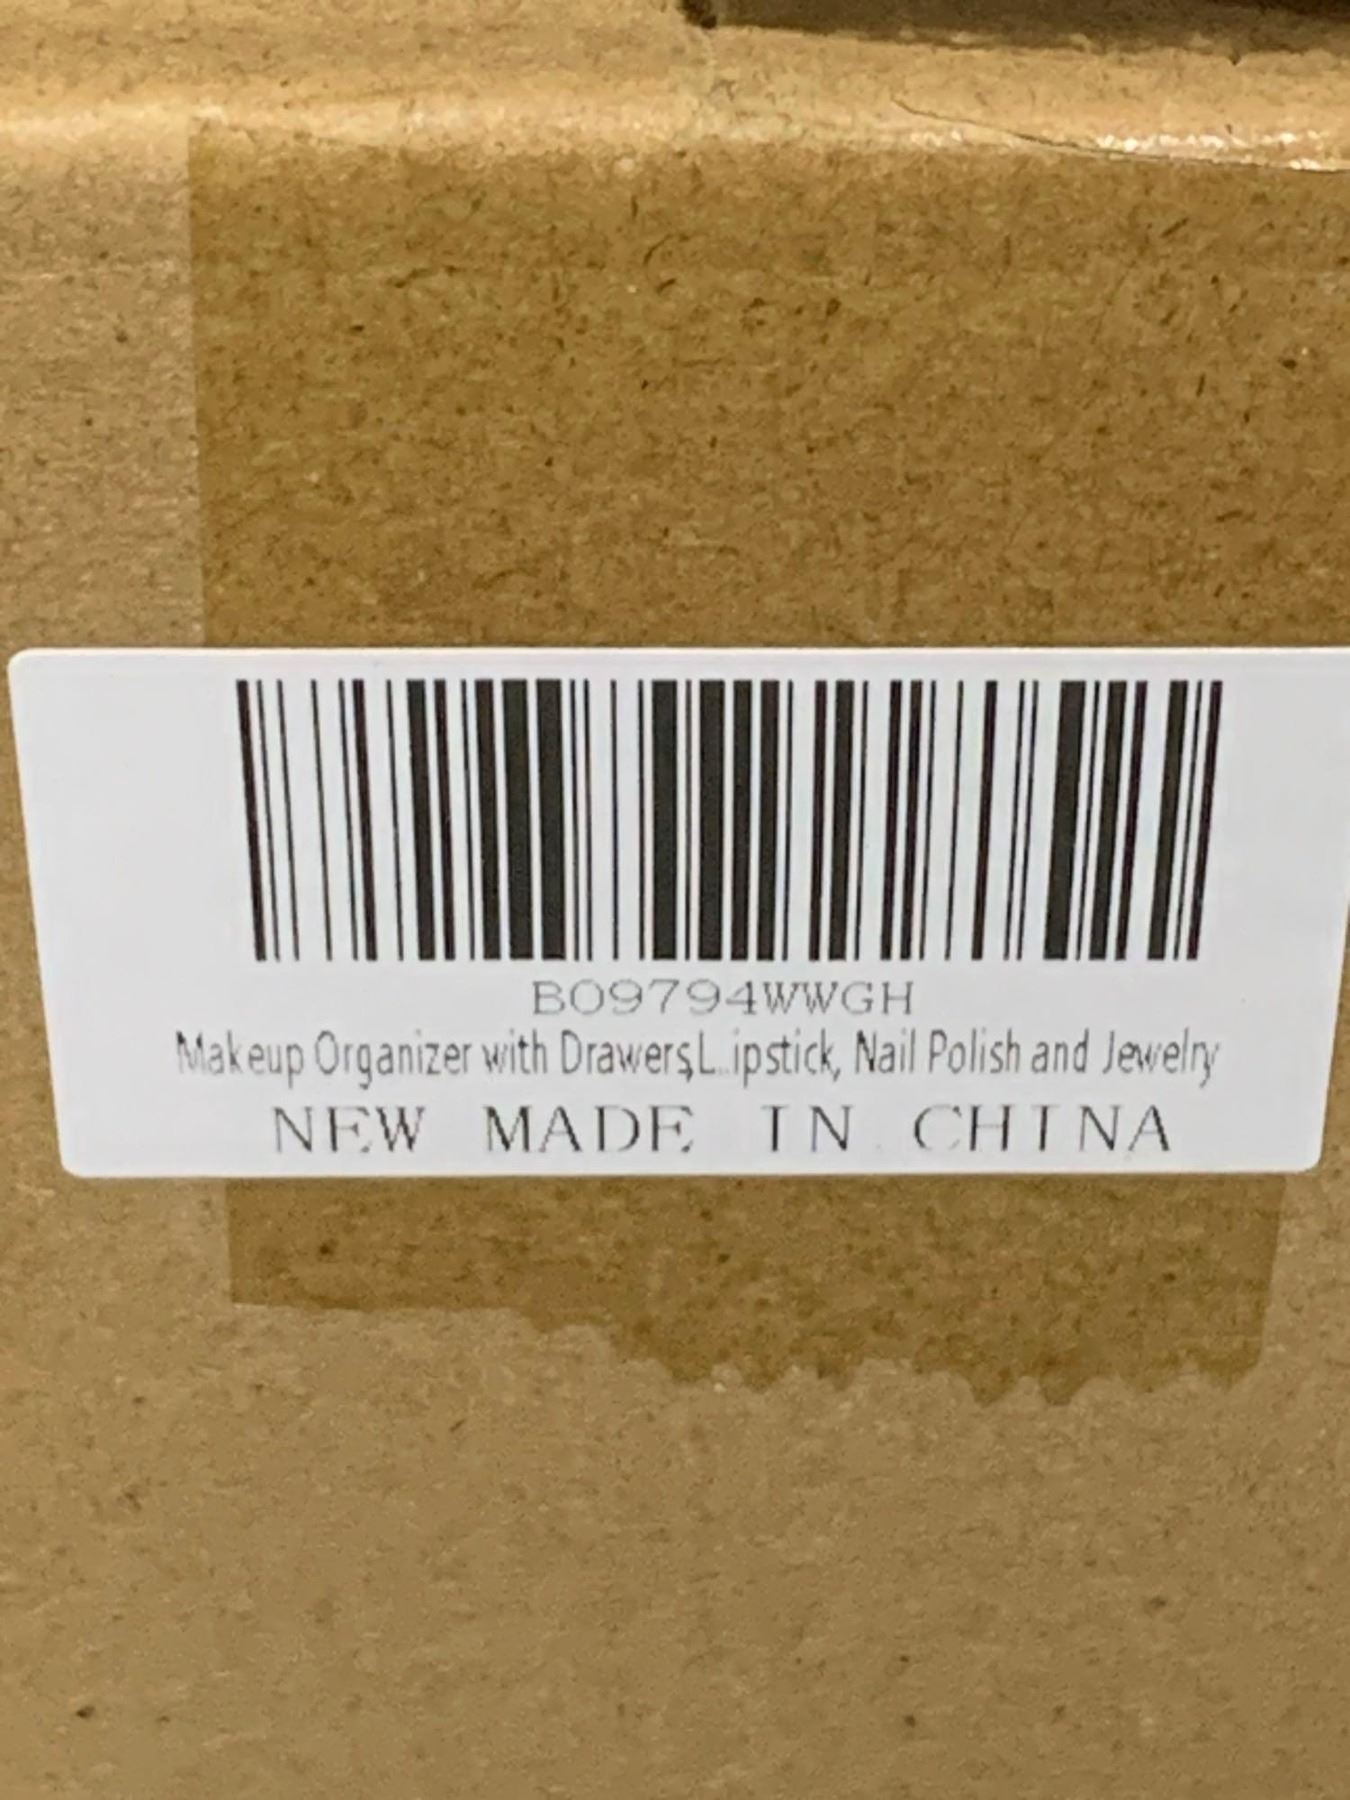 B09794WWGH
Makeup Organizer with Drawers,L..ipstick, Nail Polish and Jewelry
NEW MADE IN CHINA